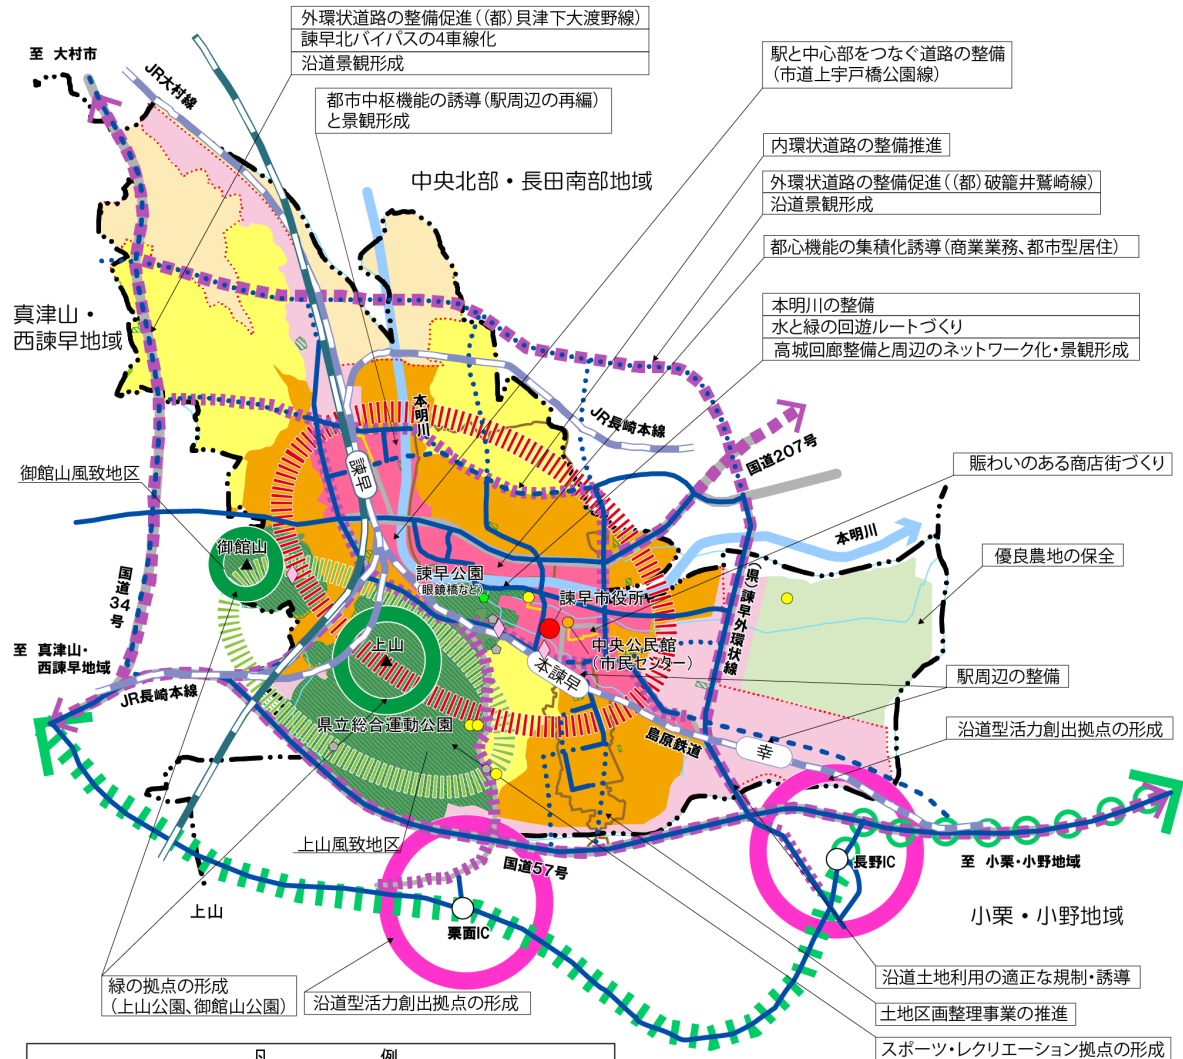 外環状道路の整備促進((都)貝津下大渡野線)
諫早北バイパスの4車線化
沿道景観形成
至 大村市
JR大村線
都市中枢機能の誘導(駅周辺の再編)
と景観形成
駅と中心部をつなぐ道路の整備
(市道上宇戸橋公園線)
内環状道路の整備推進
中央北部・長田南部地域
外環状道路の整備促進((都)破籠井鷲崎線)
沿道景観形成
都心機能の集積化誘導(商業業務、都市型居住)
真津山・
西諫早地域
本明川の整備
水と緑の回遊ルートづくり
高城回廊整備と周辺のネットワーク化・景観形成
本明川
JR長崎本線
国道207号
賑わいのある商店街づくり
御館山風致地区
諫早
御館山
本明川
優良農地の保全
国道34号
諫早公園
(眼鏡橋など)
諫早市役所
(県)諫早外環状線
上山
中央公民館
(市民センター)
至 真津山・
西諫早地域
本諫早
駅周辺の整備
JR長崎本線
県立総合運動公園
島原鉄道
幸
沿道型活力創出拠点の形成
上山風致地区
国道57号
長野IC
至 小栗・小野地域
上山
栗面IC
小栗・小野地域
緑の拠点の形成
(上山公園、御館山公園)
沿道型活力創出拠点の形成
沿道土地利用の適正な規制・誘導
土地区画整理事業の推進
スポーツ・レクリエーション拠点の形成
凡 例